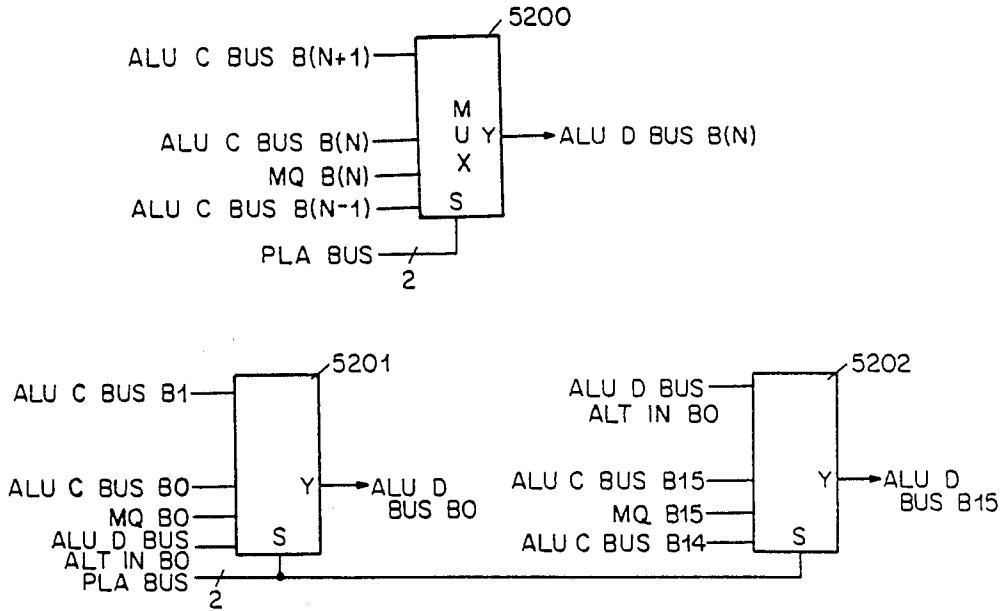 5200
ALU C BUS B(N+1)
M
U
X
ALU C BUS B(N)
Y
ALU D BUS B(N)
MQ B(N)
ALU C BUS B(N-1)
S
PLA BUS
2
5201
ALU C BUS B1
ALU C BUS B0
Y
ALU D
BUS B0
MQ B0
ALU D BUS
ALT IN B0
S
PLA BUS
2
5202
ALU D BUS
ALT IN B0
ALU C BUS B15
Y
ALU D
BUS B15
MQ B15
ALU C BUS B14
S